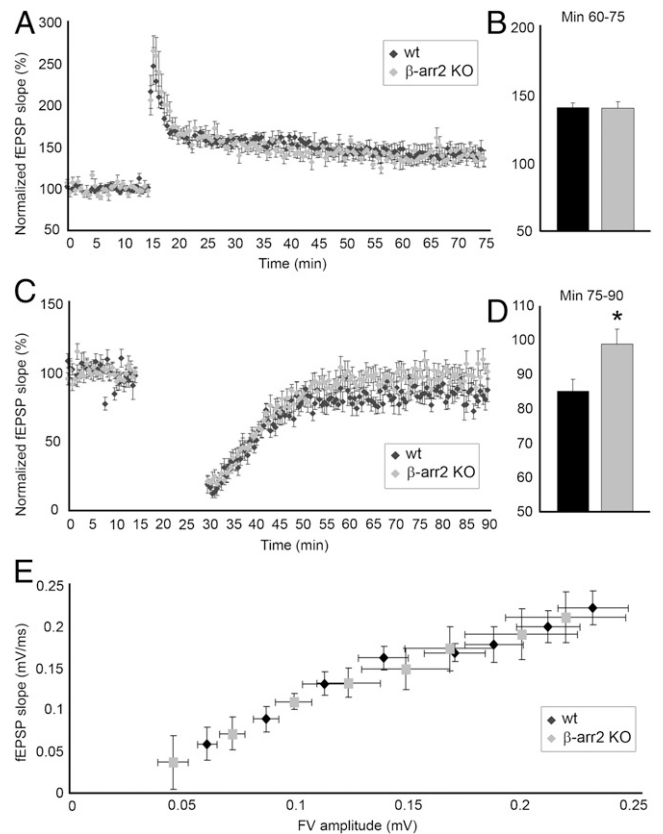 A
Normalized fEPSP slope (%)
300
250
200
150
100
50
wt
β-arr2 KO
0 5 10 15 20 25 30 35 40 45 50 55 60 65 70 75
Time (min)
B
Min 60-75
200
150
100
50
C
Normalized fEPSP slope (%)
150
100
50
0
wt
β-arr2 KO
0 5 10 15 30 35 40 45 50 55 60 65 70 75 80 85 90
Time (min)
D
Min 75-90
110
100
90
80
70
60
50
*
E
fEPSP slope (mV/ms)
0.25
0.2
0.15
0.1
0.05
0
wt
β-arr2 KO
0 0.05 0.1 0.15 0.2 0.25
FV amplitude (mV)